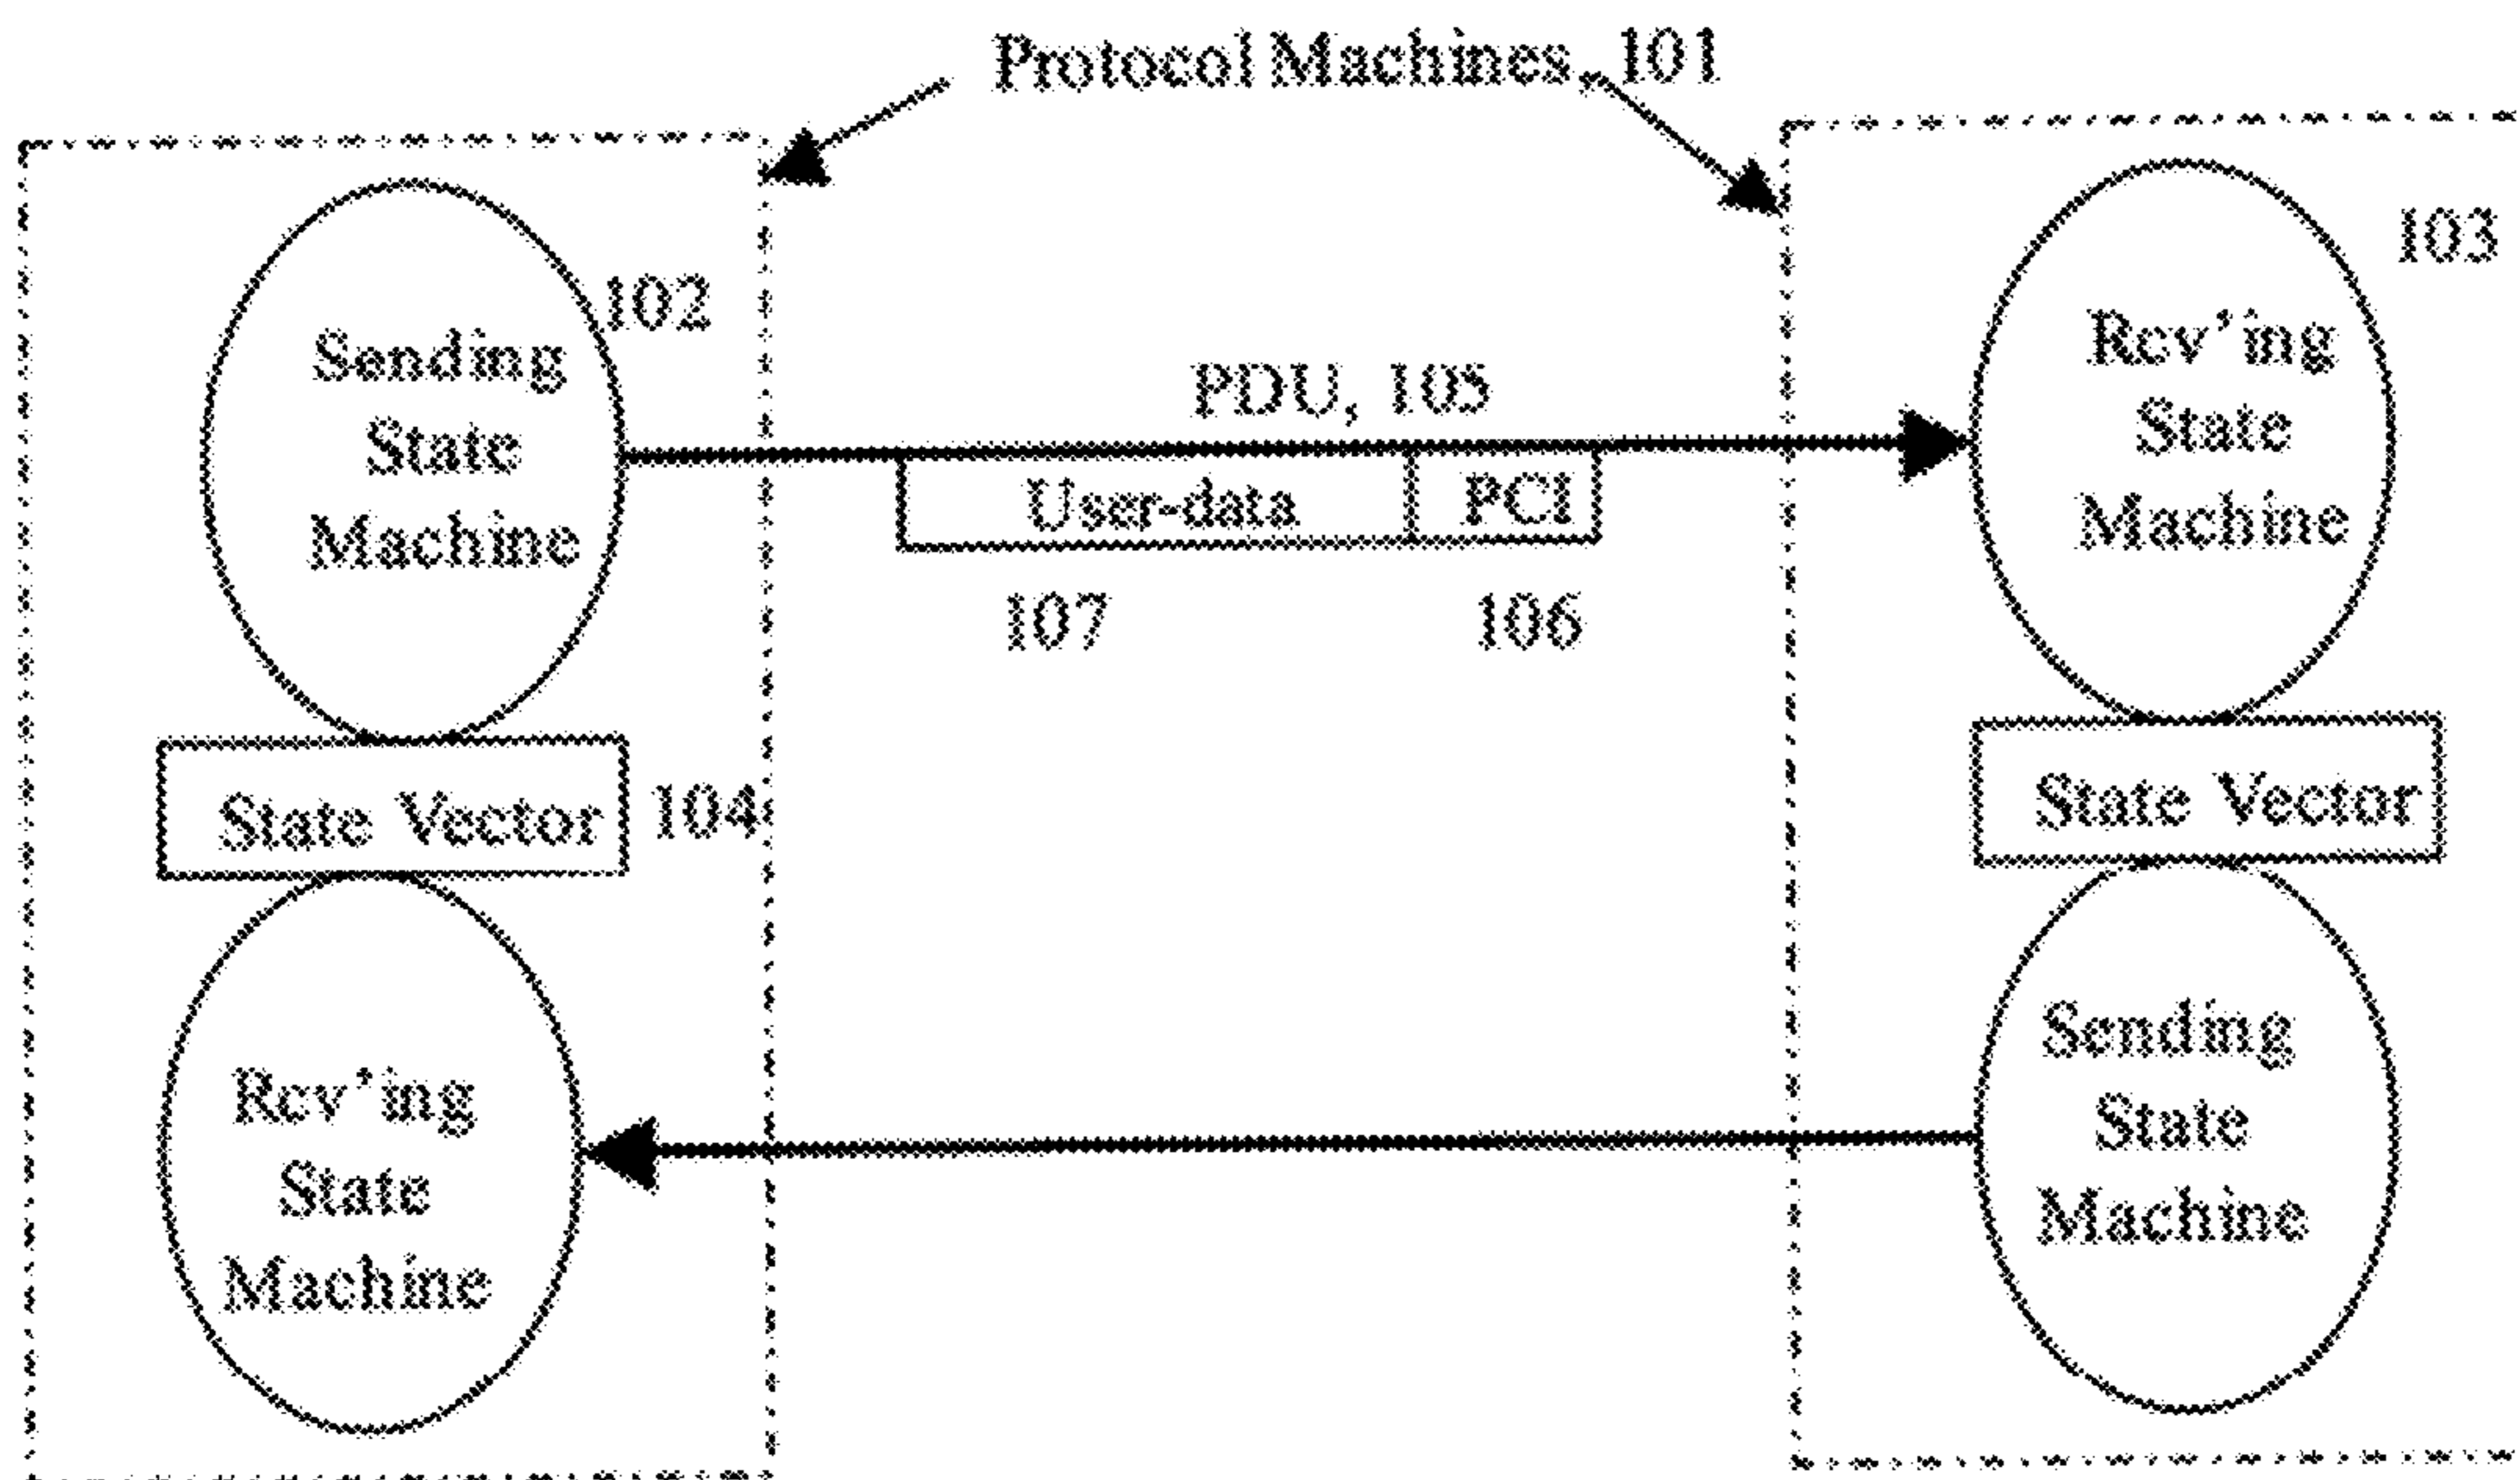 Protocol Machines, 101
102
103
Sending
State
Machine
PDU, 105
User-data
PCI
107
106
Rcv'ing
State
Machine
State Vector
104
State Vector
Rcv'ing
State
Machine
Sending
State
Machine